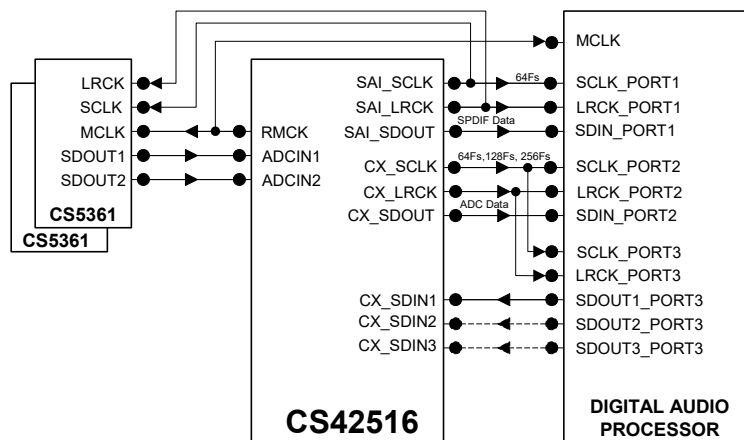 LRCK
SCLK
MCLK
SDOUT1
SDOUT2
CS5361
CS5361
RMCK
ADCIN1
ADCIN2
SAI_SCLK
SAI_LRCK
SAI_SDOUT
CX_SCLK
CX_LRCK
CX_SDOUT
CX_SDIN1
CX_SDIN2
CX_SDIN3
CS42516
64Fs
SPDIF Data
64Fs,128Fs, 256Fs
ADC Data
MCLK
SCLK_PORT1
LRCK_PORT1
SDIN_PORT1
SCLK_PORT2
LRCK_PORT2
SDIN_PORT2
SCLK_PORT3
LRCK_PORT3
SDOUT1_PORT3
SDOUT2_PORT3
SDOUT3_PORT3
DIGITAL AUDIO
PROCESSOR